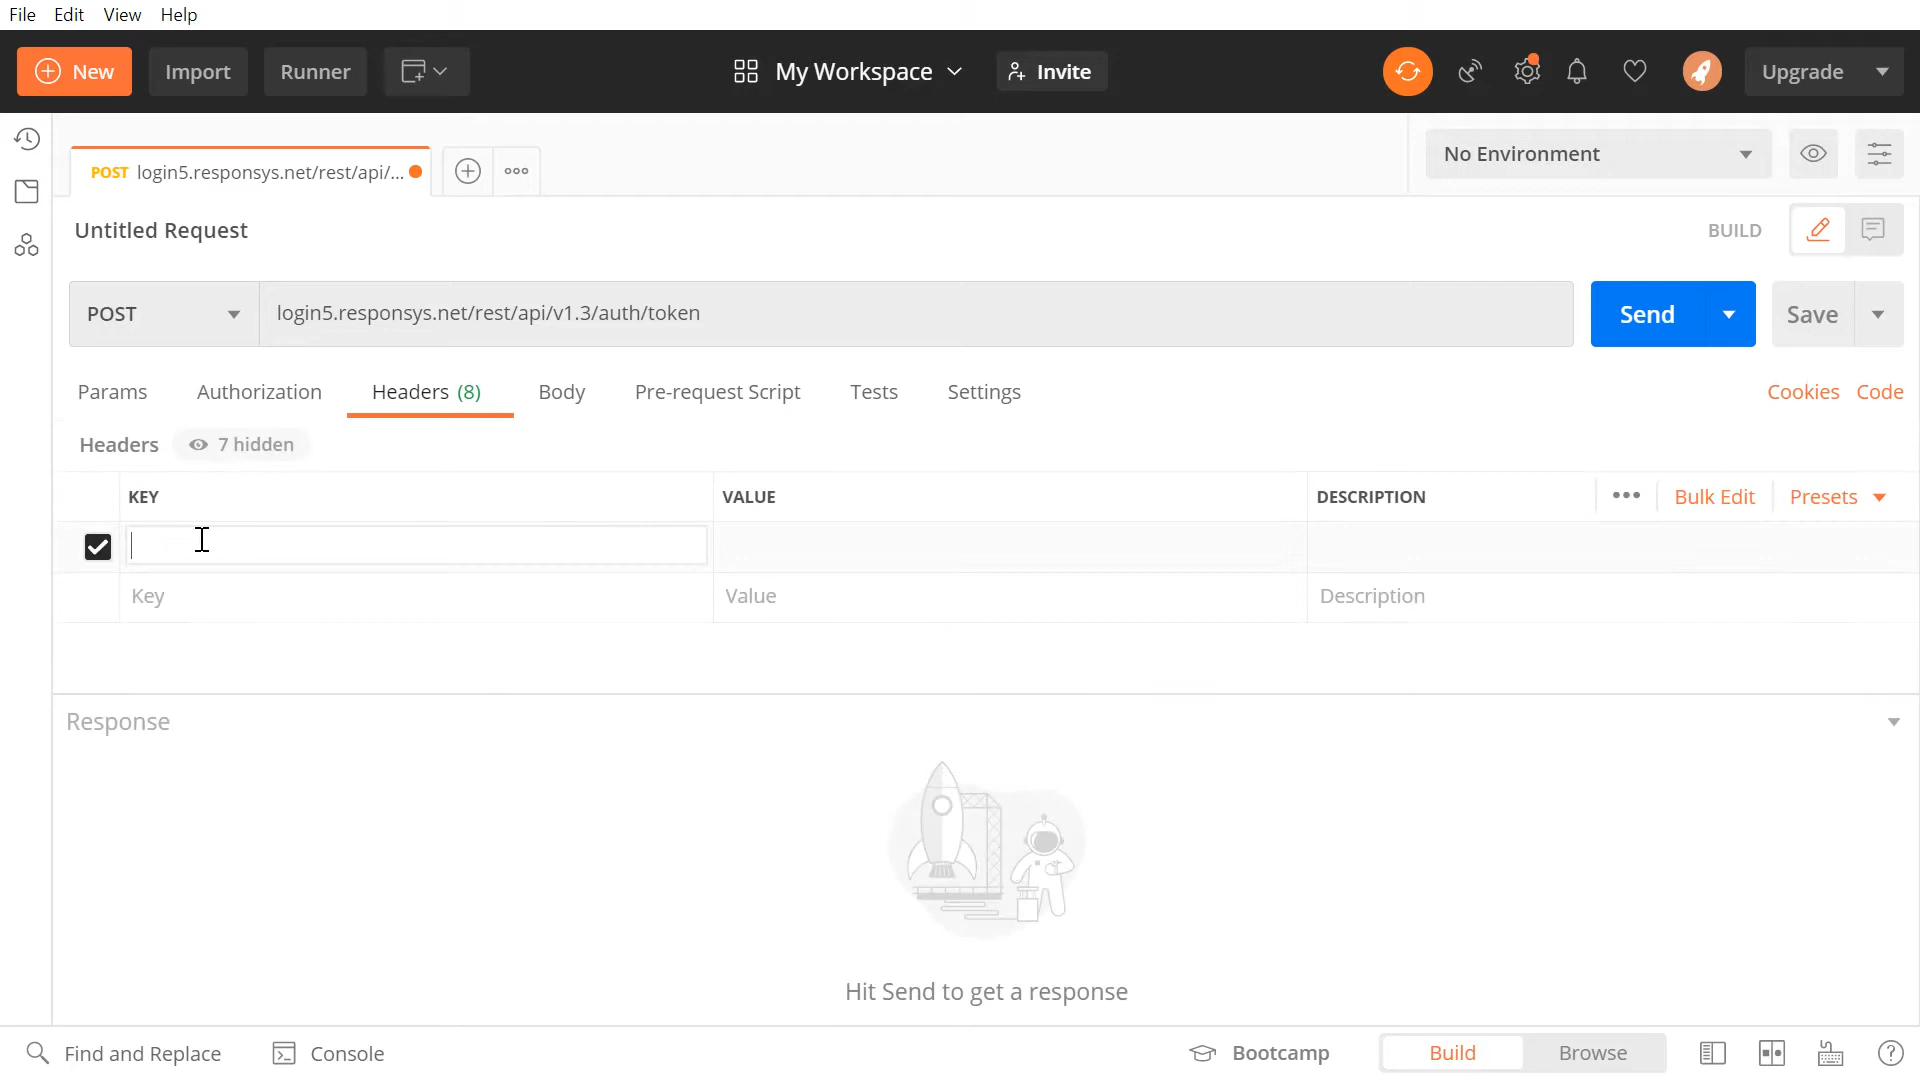 File Edit View Help
New Import Runner My Workspace Invite Upgrade
POST login5.responsys.net/rest/api/... No Environment
Untitled Request BUILD
POST login5.responsys.net/rest/api/v1.3/auth/token Send Save
Params Authorization Headers (8) Body Pre-request Script Tests Settings Cookies Code
Headers 7 hidden
KEY VALUE DESCRIPTION Bulk Edit Presets
Key Value Description
Response
Hit Send to get a response
Find and Replace Console Bootcamp Build Browse